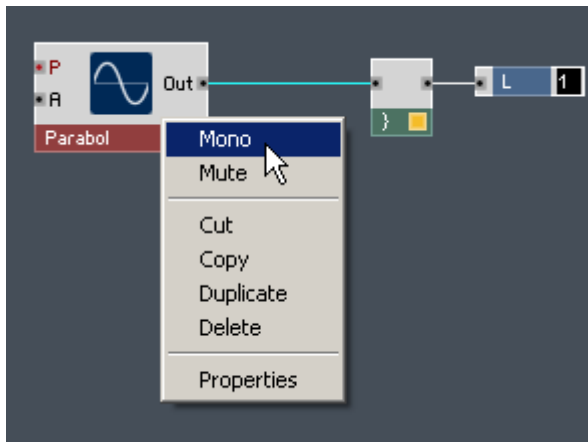 P
A
Out
Parabol
}
L 1
Mono
Mute
Cut
Copy
Duplicate
Delete
Properties